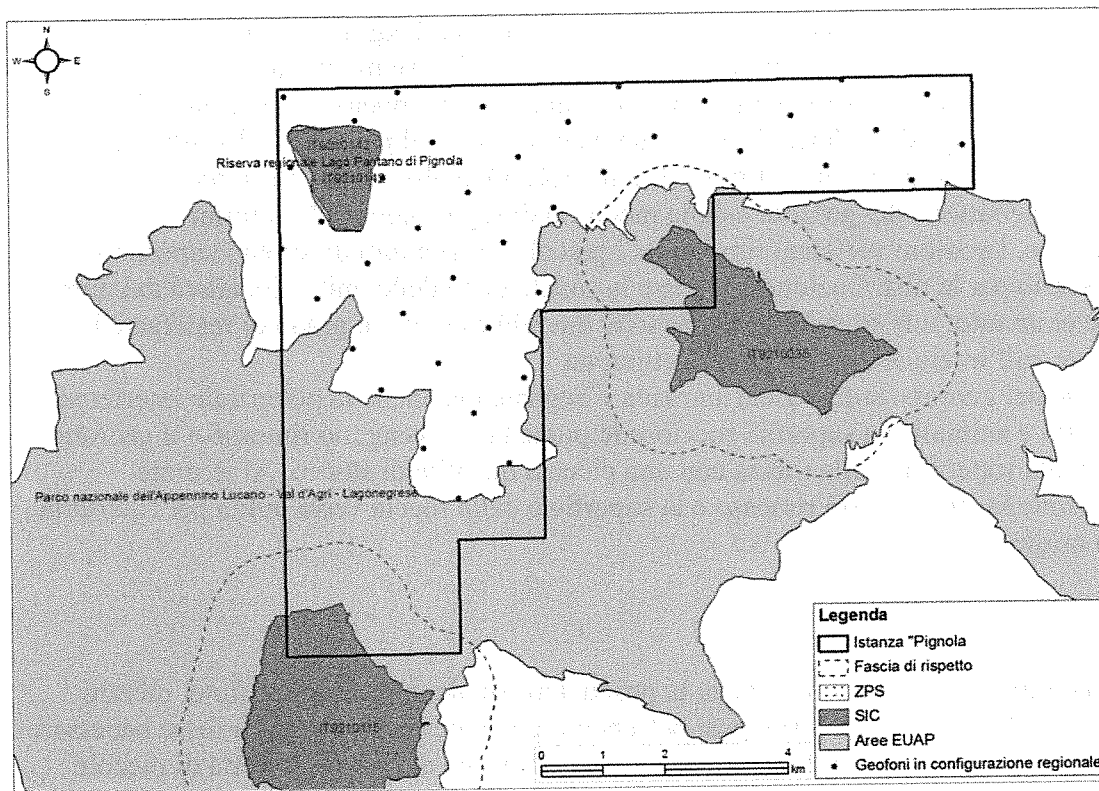 N
W E
S
Riserva regionale Lago Pantano di Pignola
IT9210142
Parco nazionale dell'Appennino Lucano - Val d'Agri - Lagonegrese
Legenda
Istanza "Pignola
Fascia di rispetto
ZPS
SIC
Aree EUAP
Geofoni in configurazione regionale
0 1 2 4
km